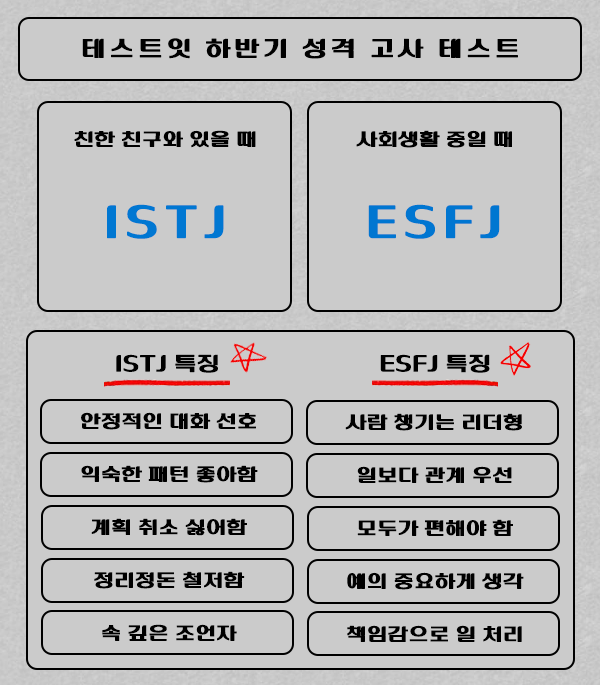 테스트잇 하반기 성격 고사 테스트
친한 친구와 있을 때
ISTJ
사회생활 중일 때
ESFJ
ISTJ 특징
안정적인 대화 선호
익숙한 패턴 좋아함
계획 취소 싫어함
정리정돈 철저함
속 깊은 조언자
ESFJ 특징
사람 챙기는 리더형
일보다 관계 우선
모두가 편해야 함
예의 중요하게 생각
책임감으로 일 처리